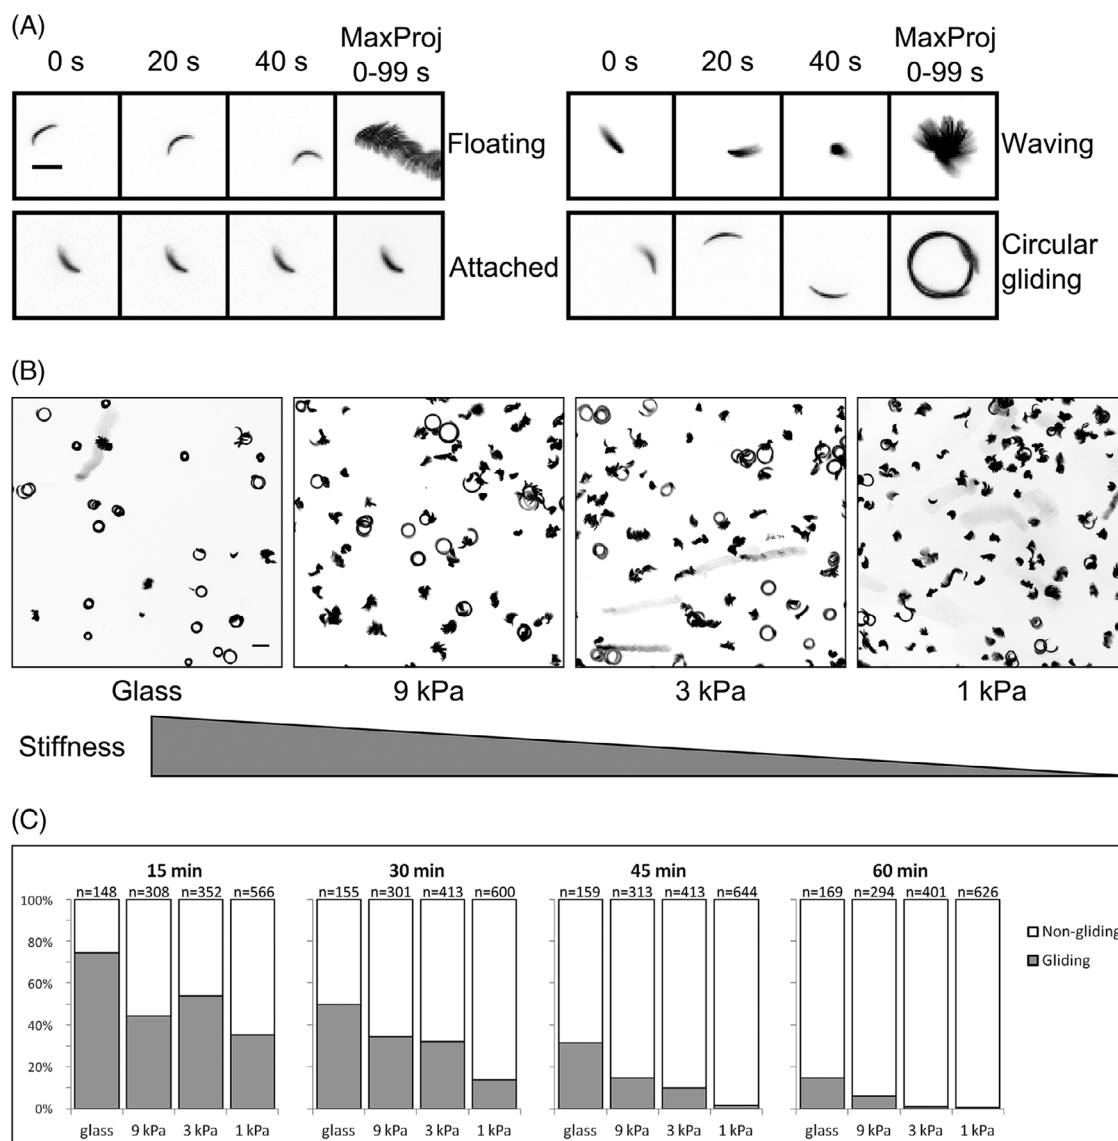 (A)
0 s 20 s 40 s MaxProj 0-99 s
Floating
Attached
0 s 20 s 40 s MaxProj 0-99 s
Waving
Circular gliding
(B)
Glass 9 kPa 3 kPa 1 kPa
Stiffness
(C)
15 min 30 min 45 min 60 min
n=148 n=308 n=352 n=566 n=155 n=301 n=413 n=600 n=159 n=313 n=413 n=644 n=169 n=294 n=401 n=626
100%
80%
60%
40%
20%
0%
Non-gliding
Gliding
glass 9 kPa 3 kPa 1 kPa glass 9 kPa 3 kPa 1 kPa glass 9 kPa 3 kPa 1 kPa glass 9 kPa 3 kPa 1 kPa